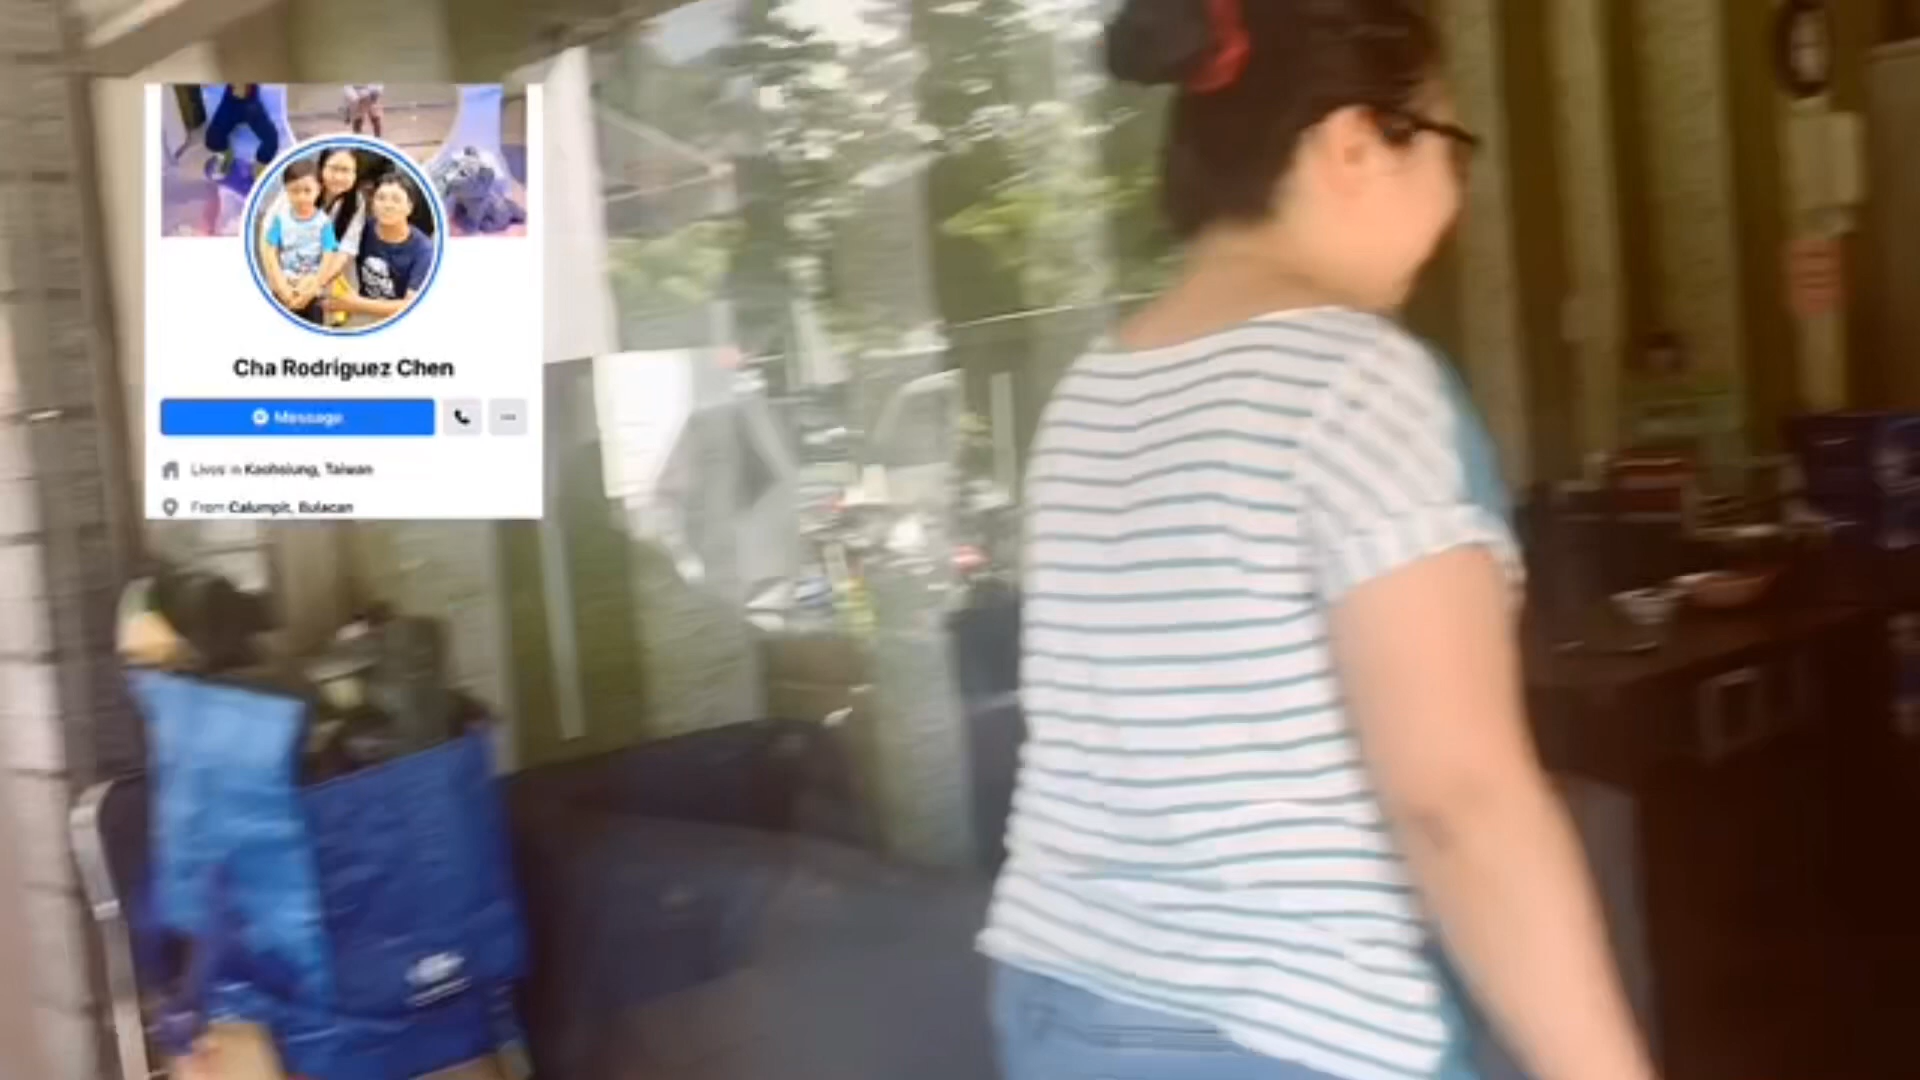 Cha Rodriguez Chen
Message
Lives in Kaohsiung, Taiwan
From Calumpit, Bulacan